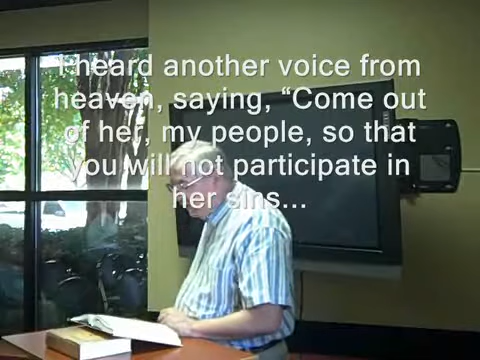 I heard another voice from
heaven, saying, “Come out
of her, my people, so that
you will not participate in
her sins...